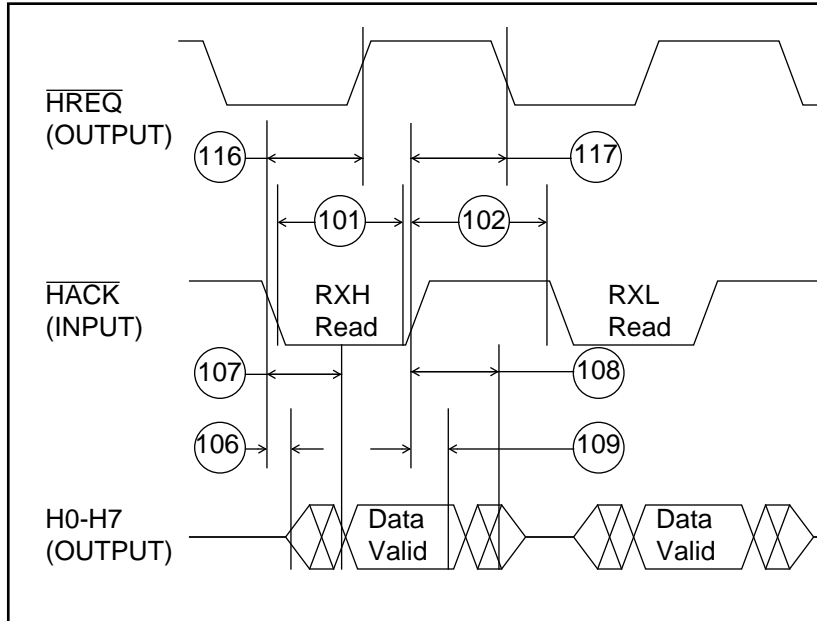 HREQ
(OUTPUT)
116
117
101
102
HACK
(INPUT)
RXH
Read
RXL
Read
107
108
106
109
H0-H7
(OUTPUT)
Data
Valid
Data
Valid